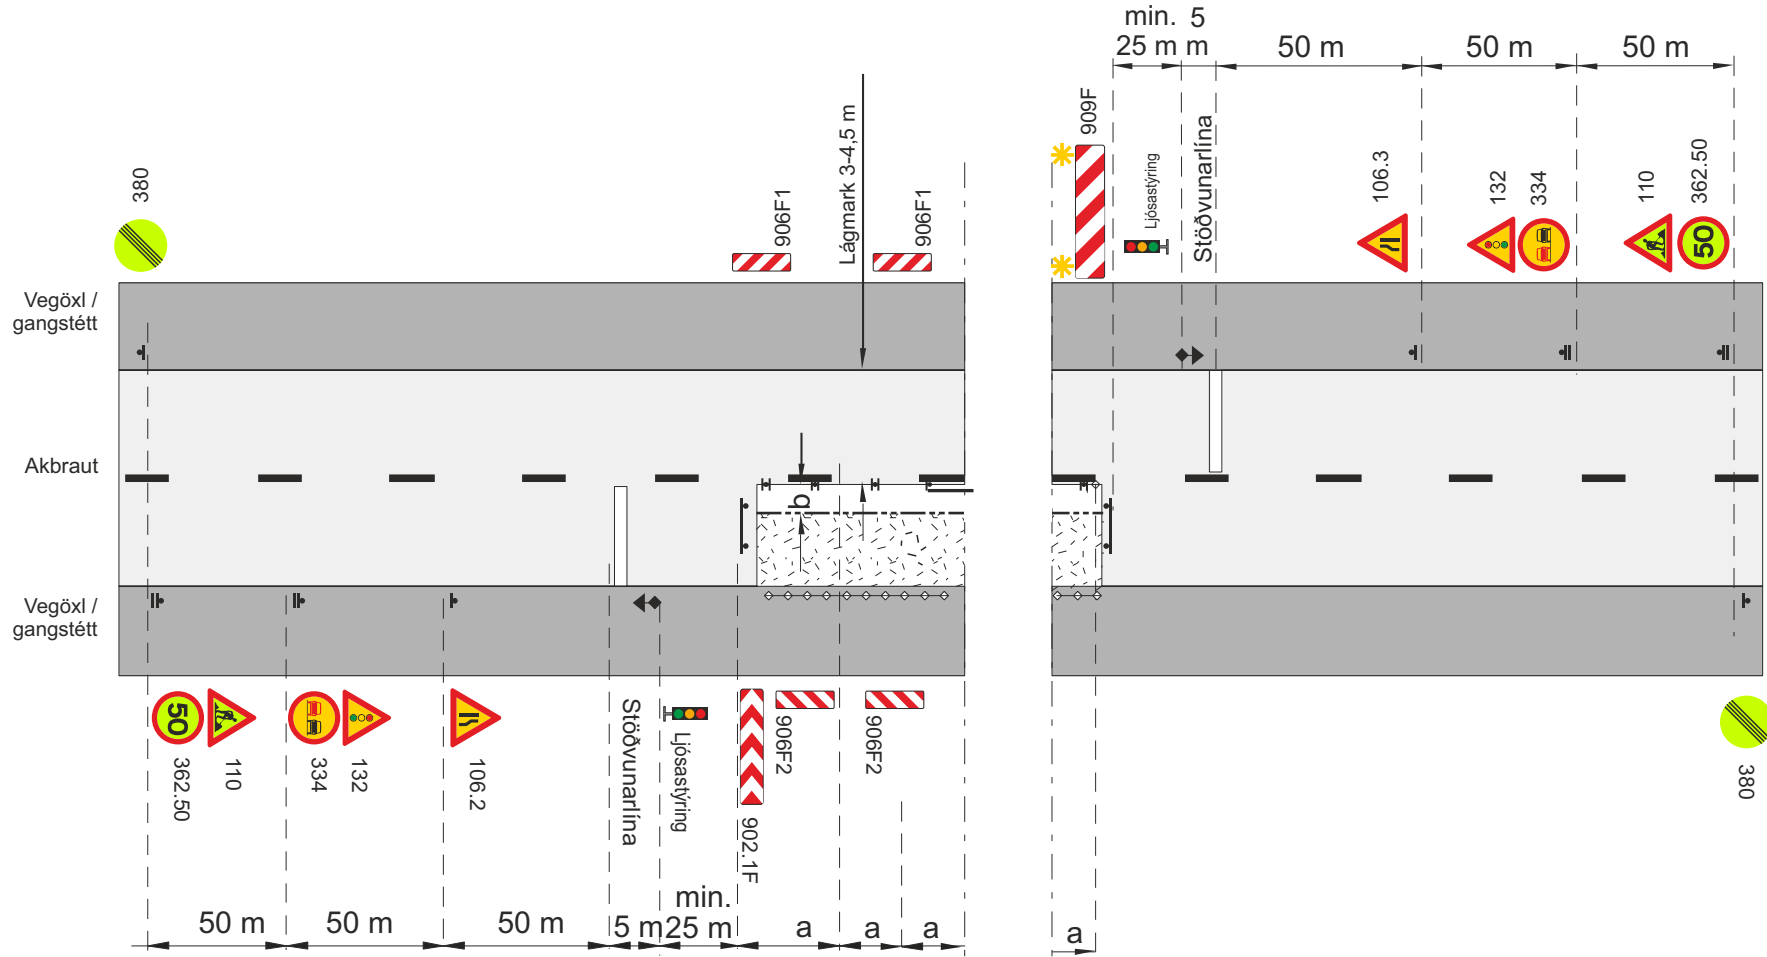 min. 5
25 m m
50 m
50 m
50 m
380
906F1
Lágmark 3-4,5 m
906F1
909F
Ljósastýring
Stöðvunarlína
106.3
132
334
110
362.50
50
Vegöxl /
gangstétt
Akbraut
b
Vegöxl /
gangstétt
50
362.50
110
334
132
106.2
Stöðvunarlína
Ljósastýring
902.1F
906F2
906F2
380
50 m
50 m
50 m
5 m
min.
25 m
a
a
a
a